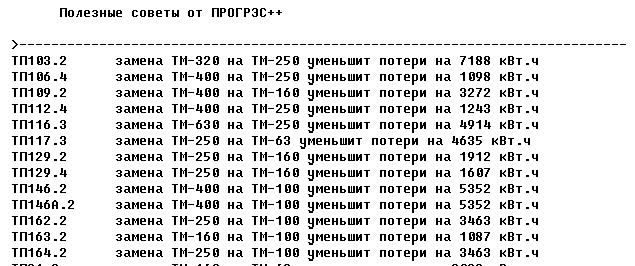 Полезные советы от ПРОГРЭС++
>----------------------------------------------------------------------------
ТП103.2 замена ТМ-320 на ТМ-250 уменьшит потери на 7188 кВт.ч
ТП106.4 замена ТМ-400 на ТМ-250 уменьшит потери на 1098 кВт.ч
ТП109.2 замена ТМ-400 на ТМ-160 уменьшит потери на 3272 кВт.ч
ТП112.4 замена ТМ-400 на ТМ-250 уменьшит потери на 1243 кВт.ч
ТП116.3 замена ТМ-630 на ТМ-250 уменьшит потери на 4914 кВт.ч
ТП117.3 замена ТМ-250 на ТМ-63 уменьшит потери на 4635 кВт.ч
ТП129.2 замена ТМ-250 на ТМ-160 уменьшит потери на 1912 кВт.ч
ТП129.4 замена ТМ-250 на ТМ-160 уменьшит потери на 1607 кВт.ч
ТП146.2 замена ТМ-400 на ТМ-100 уменьшит потери на 5352 кВт.ч
ТП146А.2 замена ТМ-400 на ТМ-100 уменьшит потери на 5352 кВт.ч
ТП162.2 замена ТМ-250 на ТМ-100 уменьшит потери на 3463 кВт.ч
ТП163.2 замена ТМ-160 на ТМ-100 уменьшит потери на 1087 кВт.ч
ТП164.2 замена ТМ-250 на ТМ-100 уменьшит потери на 3463 кВт.ч